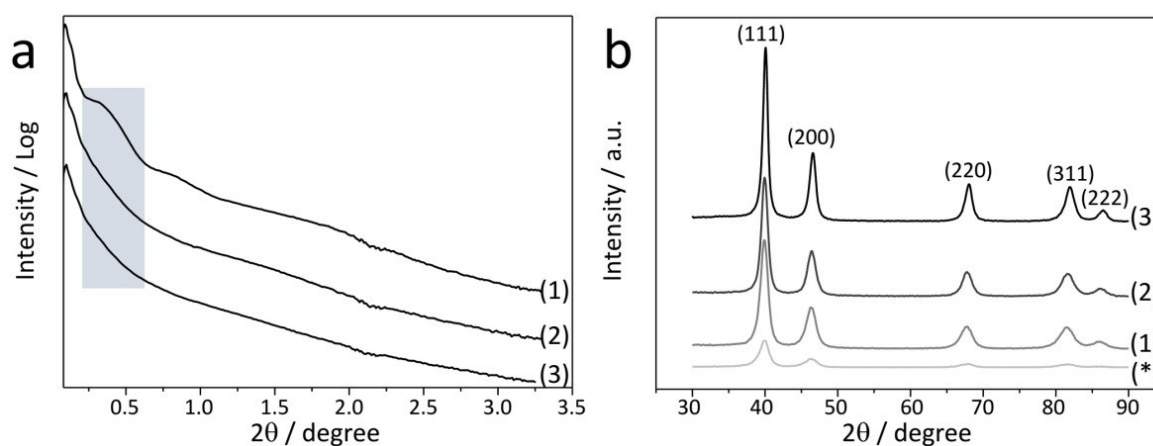 a
Intensity / Log
(1)
(2)
(3)
0.5 1.0 1.5 2.0 2.5 3.0 3.5
2θ / degree
b
Intensity / a.u.
(111)
(200)
(220)
(311)
(222)
(3
(2
(1
(*
30 40 50 60 70 80 90
2θ / degree